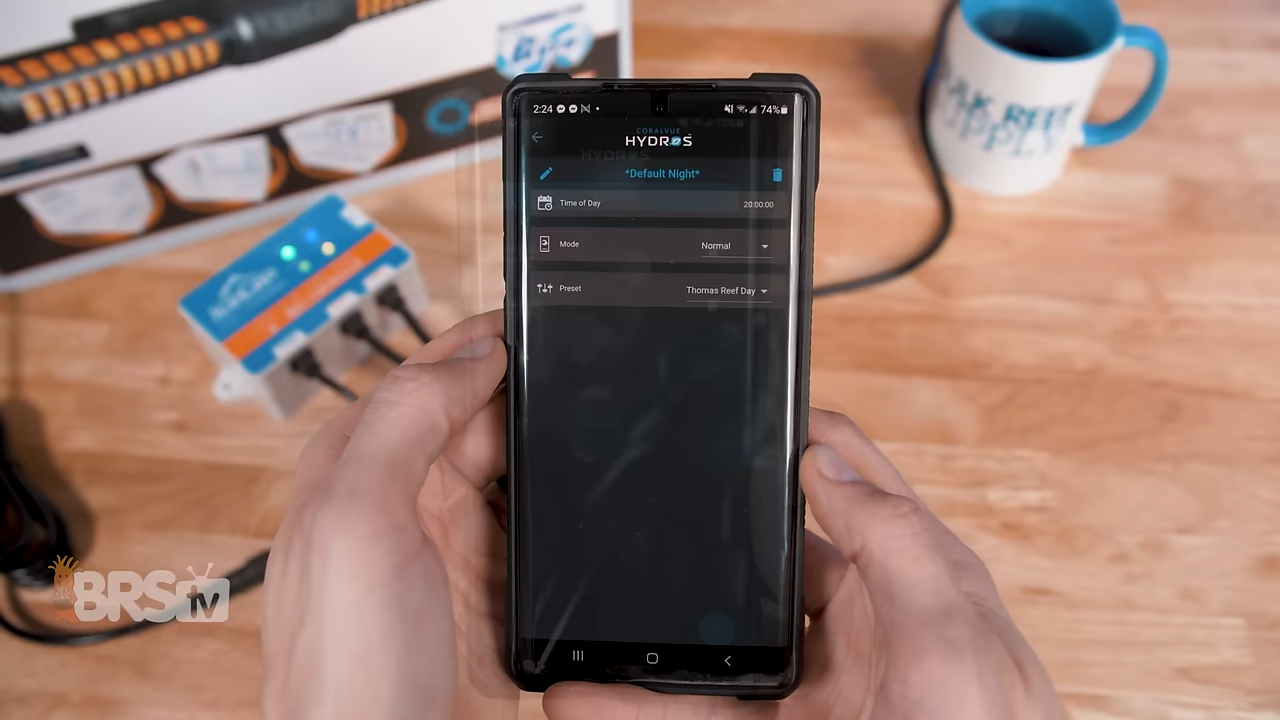 2:24
74%
CORALVUE
HYDROS
*Default Night*
Time of Day
20:00:00
Mode
Normal
Preset
Thomas Reef Day
BRStv